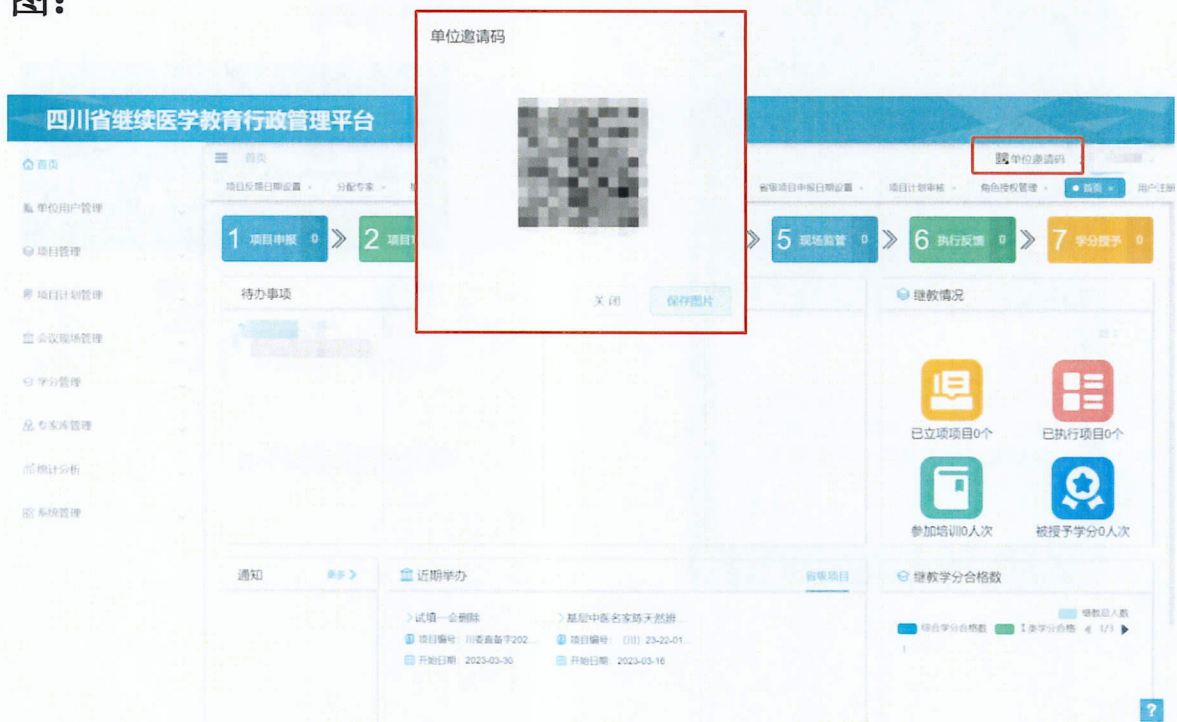 图：
单位邀请码
四川省继续医学教育行政管理平台
首页
首页
单位邀请码
项目反馈日期设置
分配专家
省级项目申报日期设置
项目计划审核
角色授权管理
首页
用户注册
单位用户管理
项目管理
项目计划管理
会议现场管理
学分管理
专家库管理
统计分析
系统管理
1 项目申报 0
2 项目
5 现场监管 0
6 执行反馈 0
7 学分授予 0
待办事项
关闭
保存图片
继教情况
已立项项目0个
已执行项目0个
参加培训0人次
被授予学分0人次
通知
更多
近期举办
省级项目
继教学分合格数
试填一会删除
基层中医名家陈天然辨...
项目编号：川委直备字202...
项目编号：(川) 23-22-01...
开始日期：2023-03-30
开始日期：2023-03-16
继教总人数
综合学分合格数
I类学分合格
1/3
?